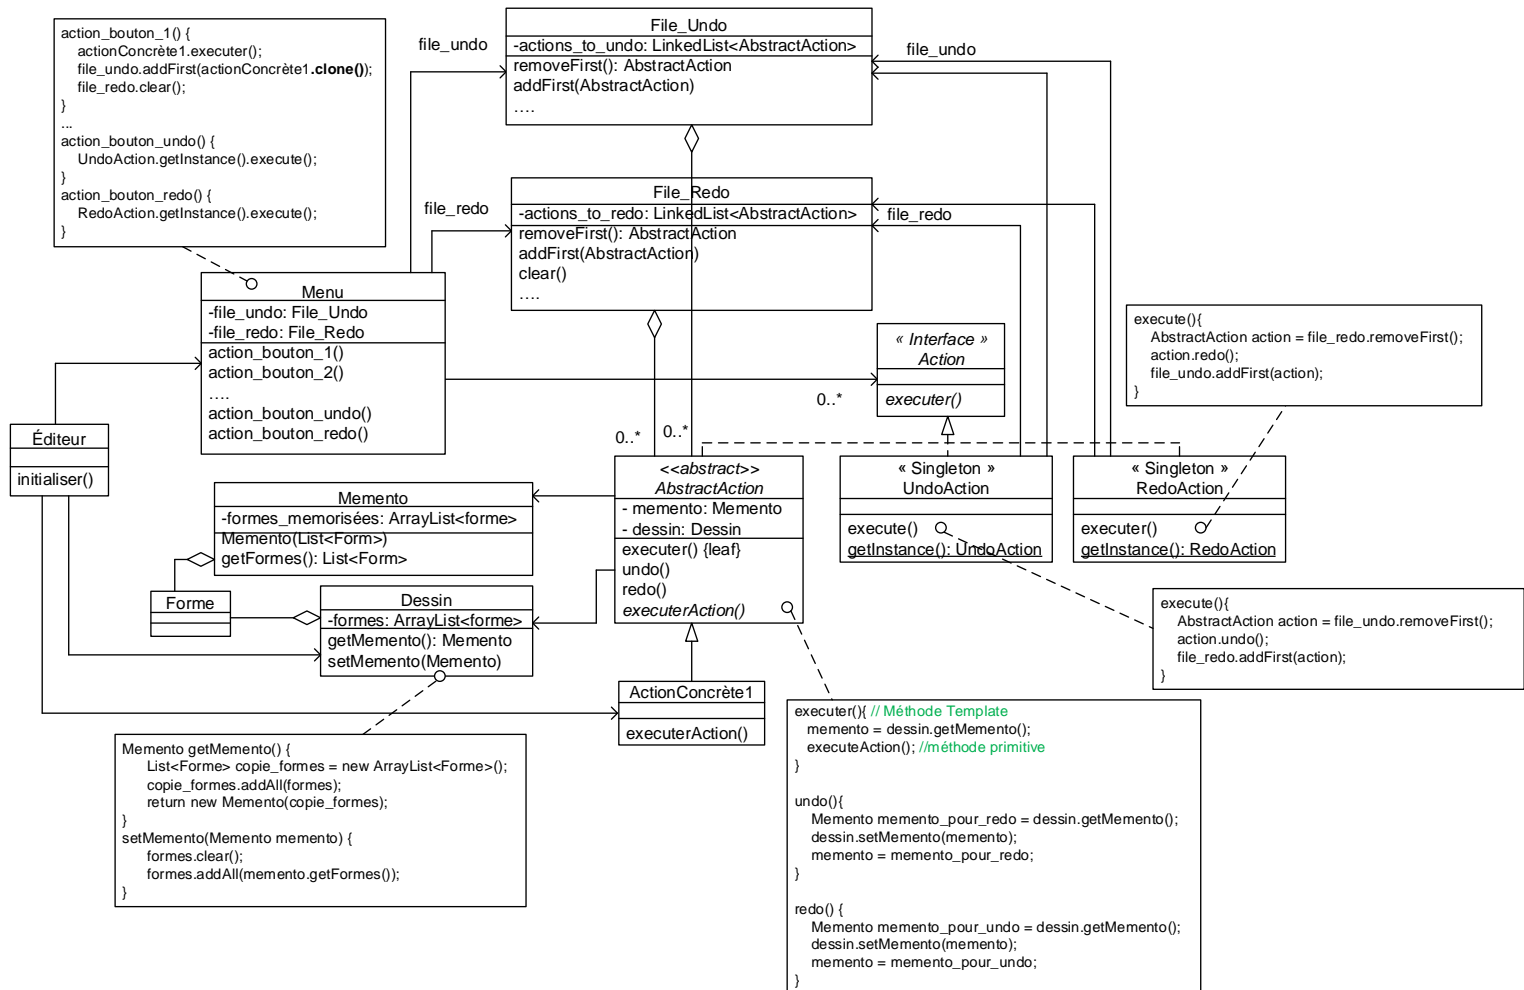 action_bouton_1() {
actionConcrète1.executer();
file_undo.addFirst(actionConcrète1.clone());
file_redo.clear();
}
...
action_bouton_undo() {
UndoAction.getInstance().execute();
}
action_bouton_redo() {
RedoAction.getInstance().execute();
}
file_undo
File_Undo
-actions_to_undo: LinkedList<AbstractAction>
removeFirst(): AbstractAction
addFirst(AbstractAction)
....
file_undo
file_redo
File_Redo
-actions_to_redo: LinkedList<AbstractAction>
removeFirst(): AbstractAction
addFirst(AbstractAction)
clear()
....
file_redo
Menu
-file_undo: File_Undo
-file_redo: File_Redo
action_bouton_1()
action_bouton_2()
....
action_bouton_undo()
action_bouton_redo()
« Interface »
Action
executer()
0..*
execute(){
AbstractAction action = file_redo.removeFirst();
action.redo();
file_undo.addFirst(action);
}
Éditeur
initialiser()
0..*
0..*
<<abstract>>
AbstractAction
- memento: Memento
- dessin: Dessin
executer() {leaf}
undo()
redo()
executerAction()
« Singleton »
UndoAction
execute()
getInstance(): UndoAction
« Singleton »
RedoAction
executer()
getInstance(): RedoAction
Memento
-formes_memorisées: ArrayList<forme>
Memento(List<Form>)
getFormes(): List<Form>
Forme
Dessin
-formes: ArrayList<forme>
getMemento(): Memento
setMemento(Memento)
execute(){
AbstractAction action = file_undo.removeFirst();
action.undo();
file_redo.addFirst(action);
}
ActionConcrète1
executerAction()
Memento getMemento() {
List<Forme> copie_formes = new ArrayList<Forme>();
copie_formes.addAll(formes);
return new Memento(copie_formes);
}
setMemento(Memento memento) {
formes.clear();
formes.addAll(memento.getFormes());
}
executer(){ // Méthode Template
memento = dessin.getMemento();
executeAction(); //méthode primitive
}
undo(){
Memento memento_pour_redo = dessin.getMemento();
dessin.setMemento(memento);
memento = memento_pour_redo;
}
redo() {
Memento memento_pour_undo = dessin.getMemento();
dessin.setMemento(memento);
memento = memento_pour_undo;
}